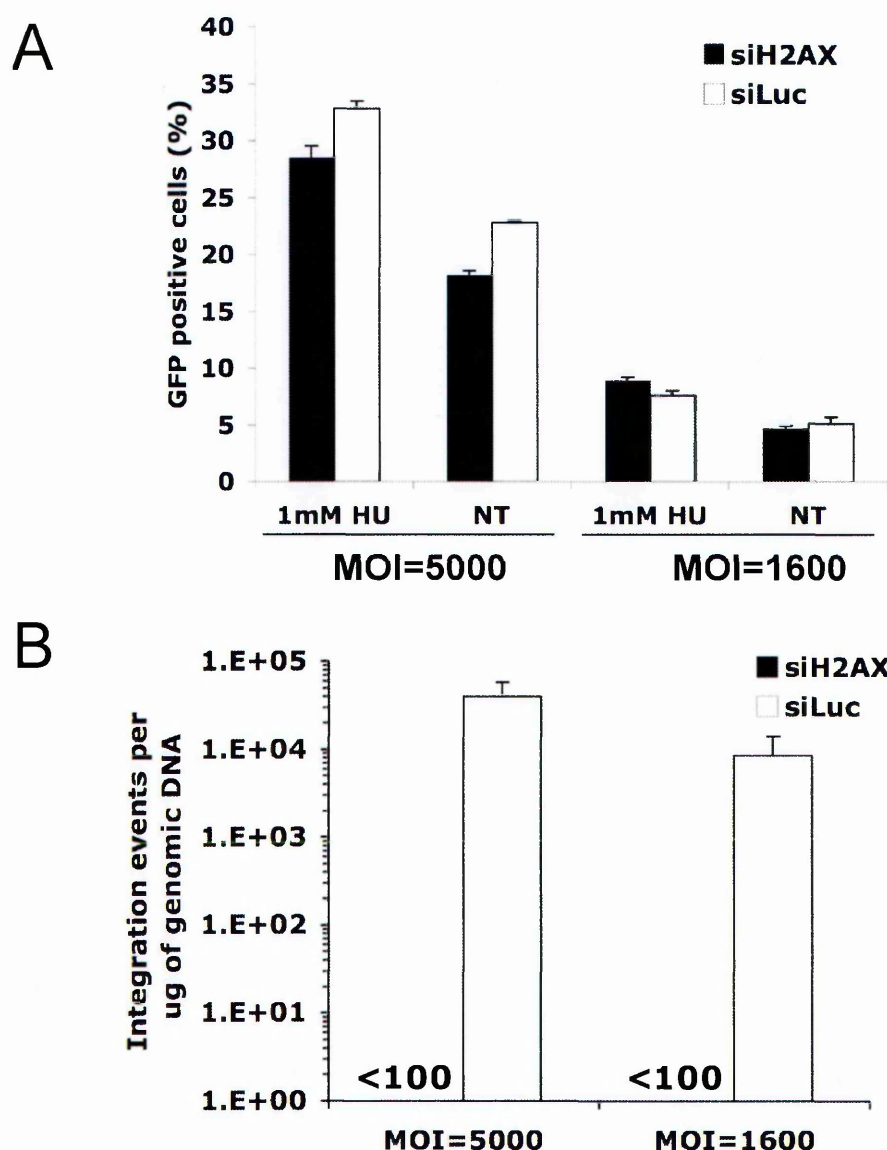 A
40
35
30
25
20
15
10
5
0
GFP positive cells (%)
siH2AX
siLuc
1mM HU
NT
1mM HU
NT
MOI=5000
MOI=1600
B
1.E+05
1.E+04
1.E+03
1.E+02
1.E+01
1.E+00
Integration events per
ug of genomic DNA
siH2AX
siLuc
<100
<100
MOI=5000
MOI=1600